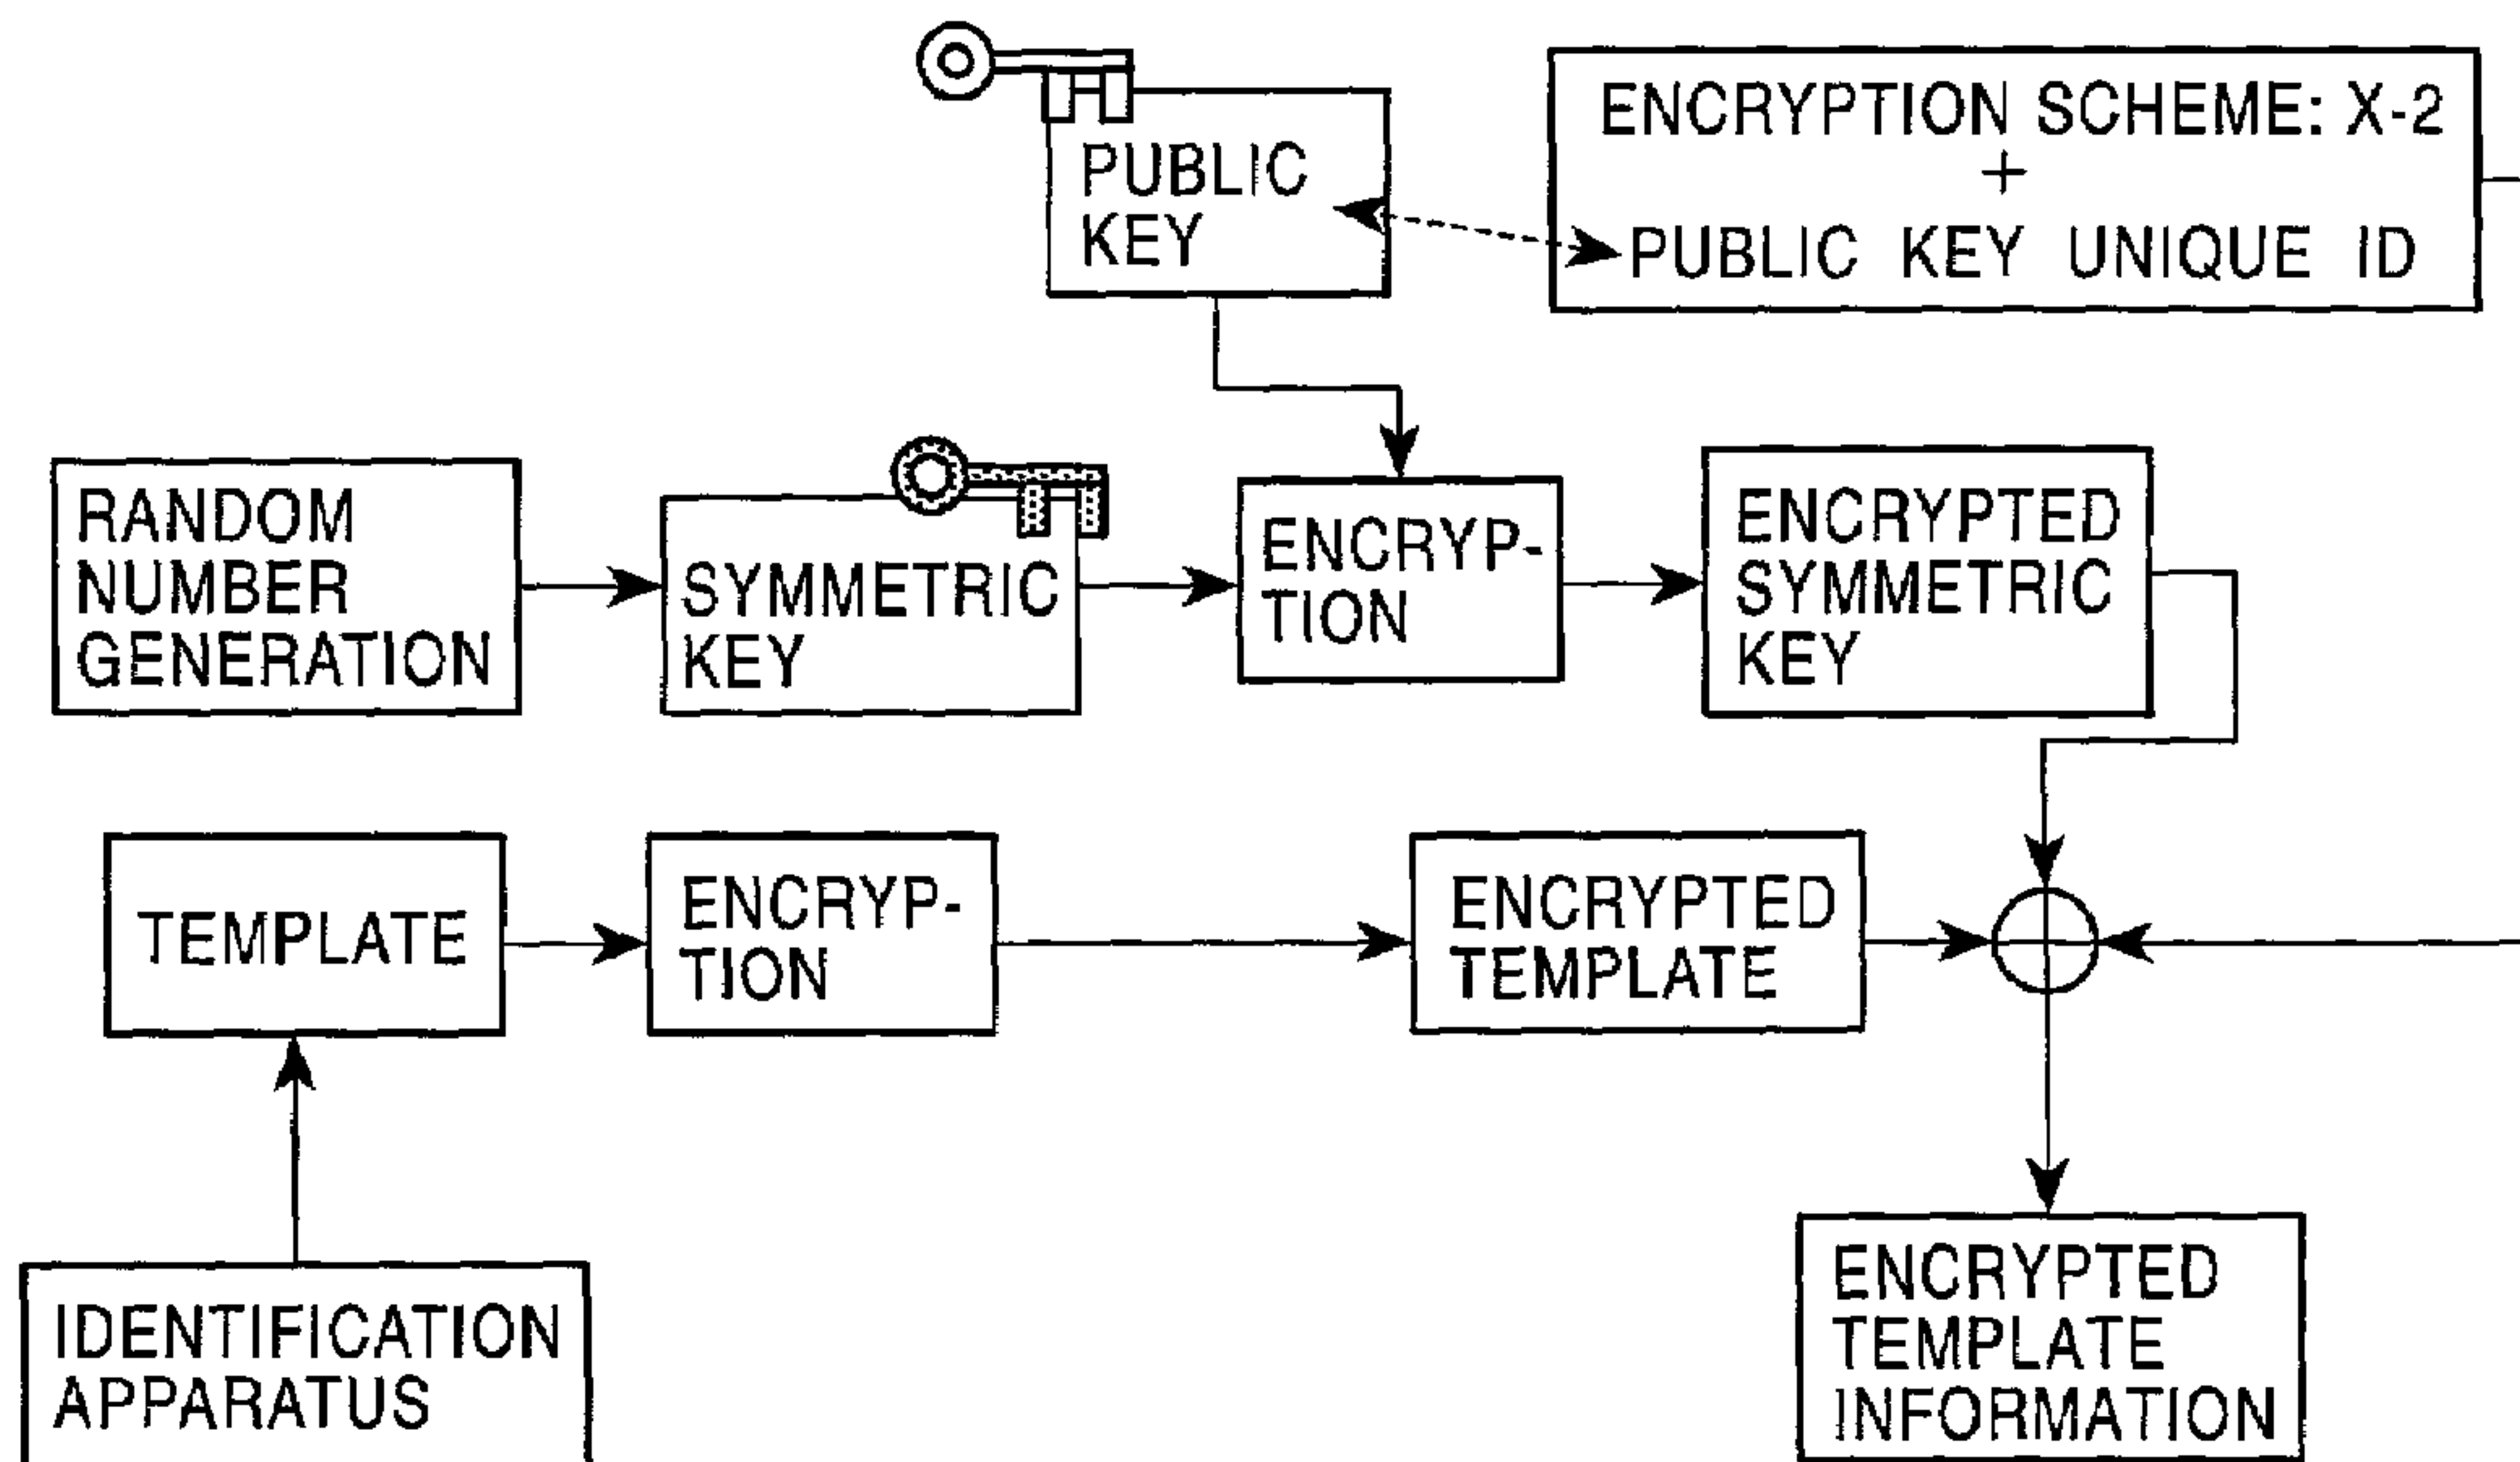 PUBLIC
KEY
ENCRYPTION SCHEME: X-2
+
PUBLIC KEY UNIQUE ID
RANDOM
NUMBER
GENERATION
SYMMETRIC
KEY
ENCRYP-
TION
ENCRYPTED
SYMMETRIC
KEY
TEMPLATE
ENCRYP-
TION
ENCRYPTED
TEMPLATE
IDENTIFICATION
APPARATUS
ENCRYPTED
TEMPLATE
INFORMATION